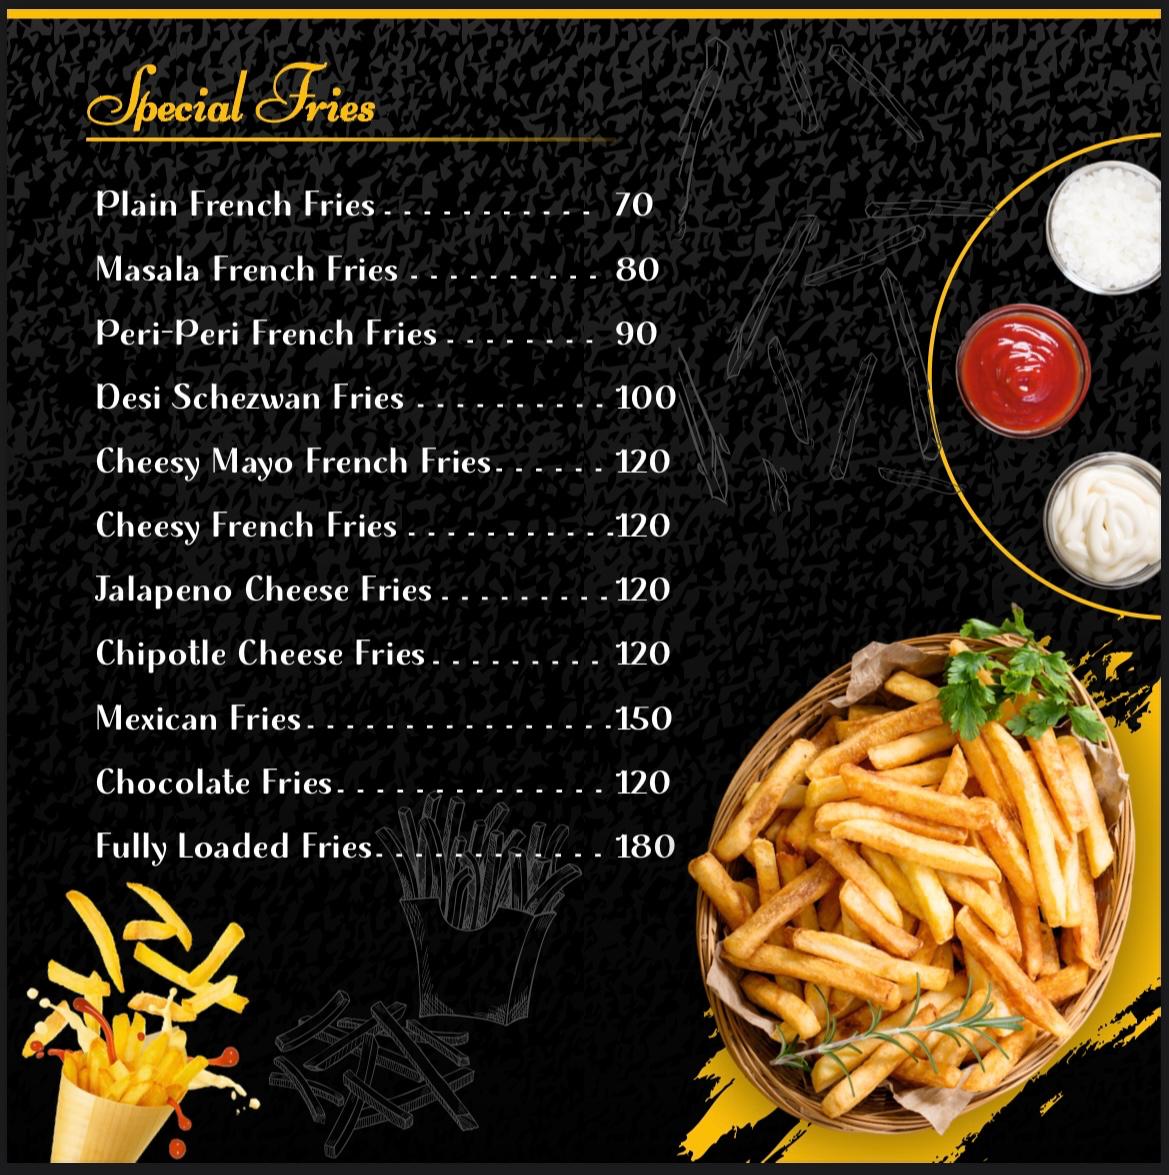 Special Fries
Plain French Fries - - - - - - - - - - - 70
Masala French Fries - - - - - - - - - - 80
Peri-Peri French Fries - - - - - - - - 90
Desi Schezwan Fries - - - - - - - - - - 100
Cheesy Mayo French Fries- - - - - - 120
Cheesy French Fries - - - - - - - - - - -120
Jalapeno Cheese Fries - - - - - - - - -120
Chipotle Cheese Fries- - - - - - - - - 120
Mexican Fries- - - - - - - - - - - - - - - -150
Chocolate Fries- - - - - - - - - - - - - - 120
Fully Loaded Fries- - - - - - - - - - - - 180